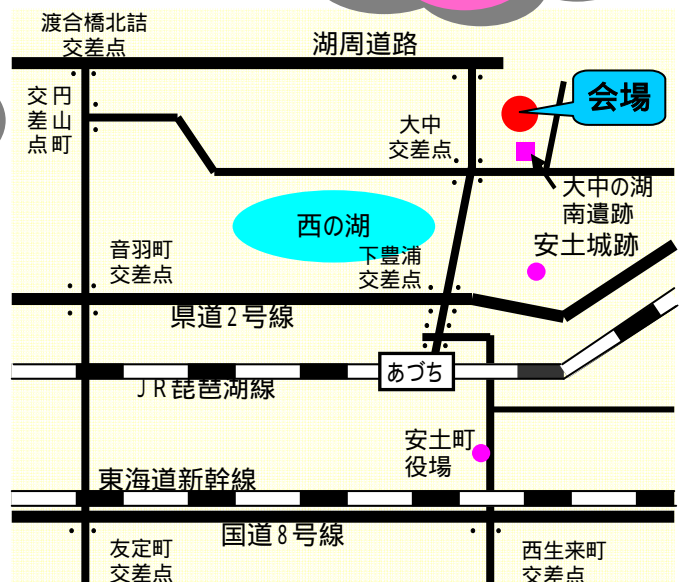 渡合橋北詰
交差点
湖周道路
円山町
交差点
会場
大中
交差点
大中の湖
南遺跡
西の湖
安土城跡
音羽町
交差点
下豊浦
交差点
県道2号線
あづち
JR琵琶湖線
安土町
役場
東海道新幹線
国道8号線
友定町
交差点
西生来町
交差点